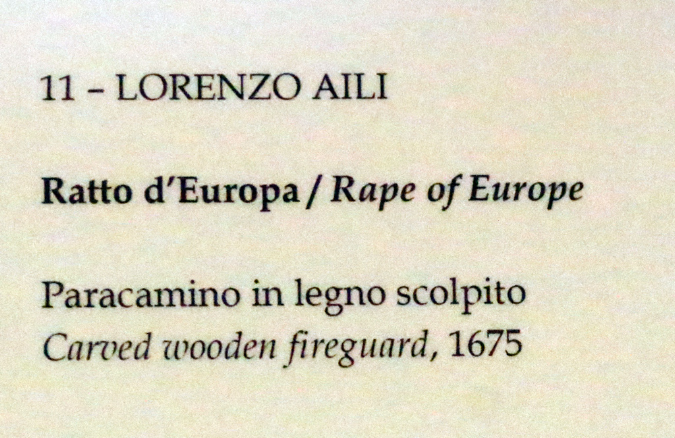 11 – LORENZO AILI
Ratto d'Europa / Rape of Europe
Paracamino in legno scolpito
Carved wooden fireguard, 1675